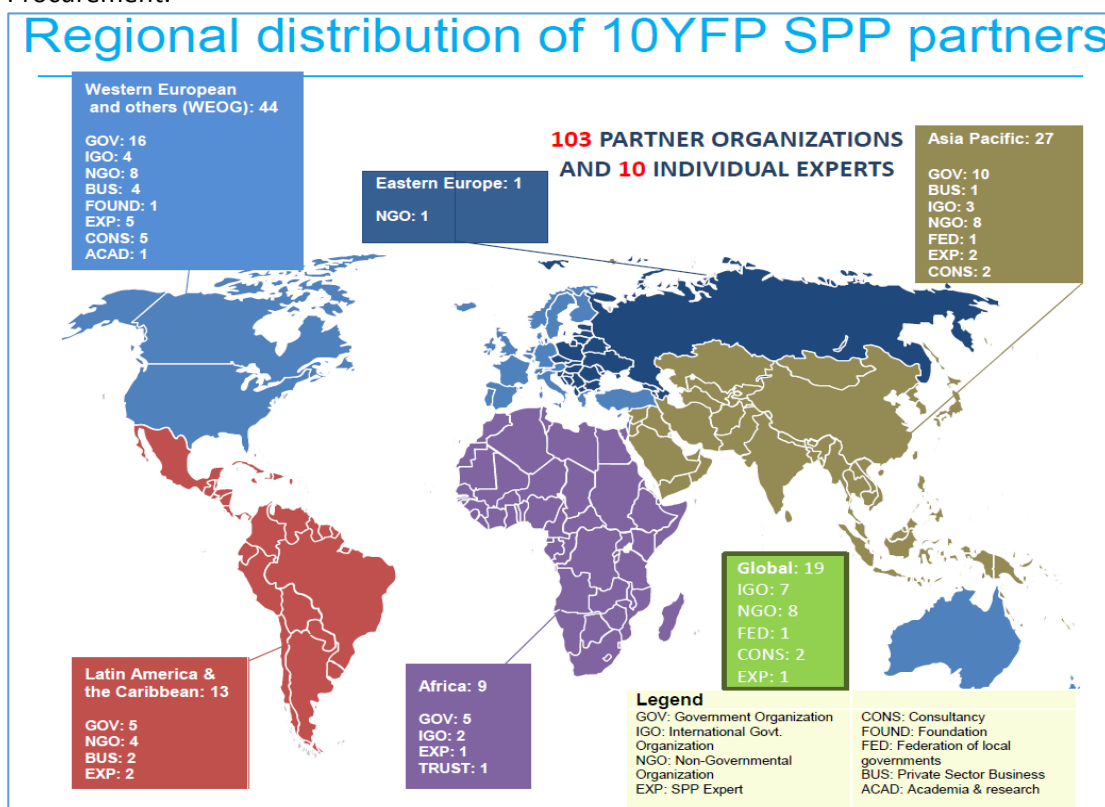 Procurement.
Regional distribution of 10YFP SPP partners
Western European
and others (WEOG): 44
GOV: 16
IGO: 4
NGO: 8
BUS: 4
FOUND: 1
EXP: 5
CONS: 5
ACAD: 1
Eastern Europe: 1
NGO: 1
103 PARTNER ORGANIZATIONS
AND 10 INDIVIDUAL EXPERTS
Asia Pacific: 27
GOV: 10
BUS: 1
IGO: 3
NGO: 8
FED: 1
EXP: 2
CONS: 2
Latin America &
the Caribbean: 13
GOV: 5
NGO: 4
BUS: 2
EXP: 2
Africa: 9
GOV: 5
IGO: 2
EXP: 1
TRUST: 1
Global: 19
IGO: 7
NGO: 8
FED: 1
CONS: 2
EXP: 1
Legend
GOV: Government Organization
IGO: International Govt.
Organization
NGO: Non-Governmental
Organization
EXP: SPP Expert
CONS: Consultancy
FOUND: Foundation
FED: Federation of local
governments
BUS: Private Sector Business
ACAD: Academia & research